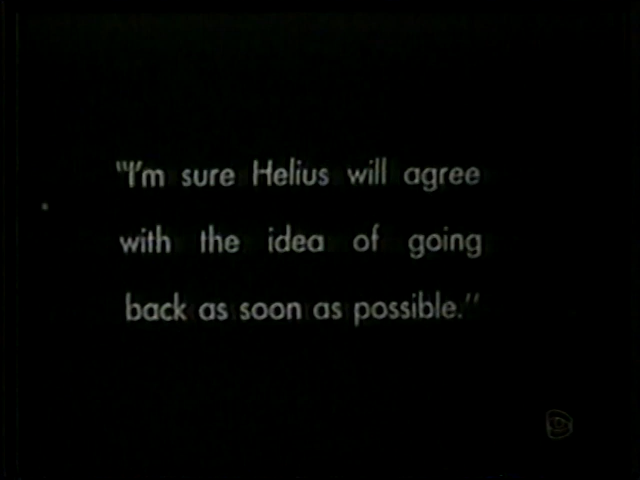 "I'm sure Helius will agree
with the idea of going
back as soon as possible."